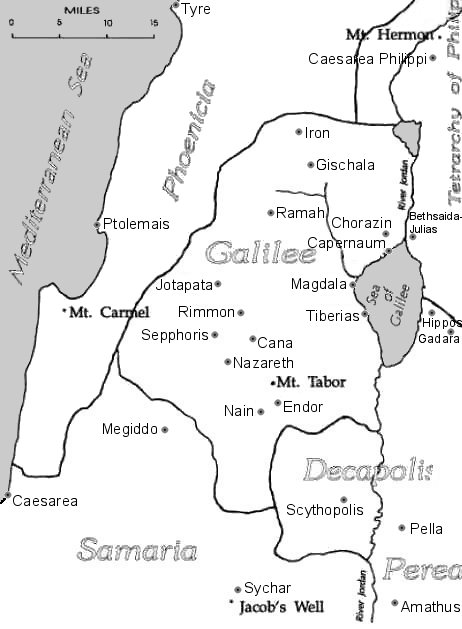 MILES
0 5 10 15
Tyre
Mt. Hermon
Caesarea Philippi
Tetrarchy of Philip
Mediterranean Sea
Phoenicia
Iron
Gischala
River Jordan
Ramah
Chorazin
Bethsaida-
Julias
Ptolemais
Capernaum
Galilee
Jotapata
Magdala
Sea
of
Galilee
Mt. Carmel
Rimmon
Tiberias
Hippos
Sepphoris
Cana
Gadara
Nazareth
Mt. Tabor
Nain
Endor
Megiddo
Decapolis
Caesarea
Scythopolis
Pella
Samaria
Perea
Sychar
Jacob's Well
River Jordan
Amathus